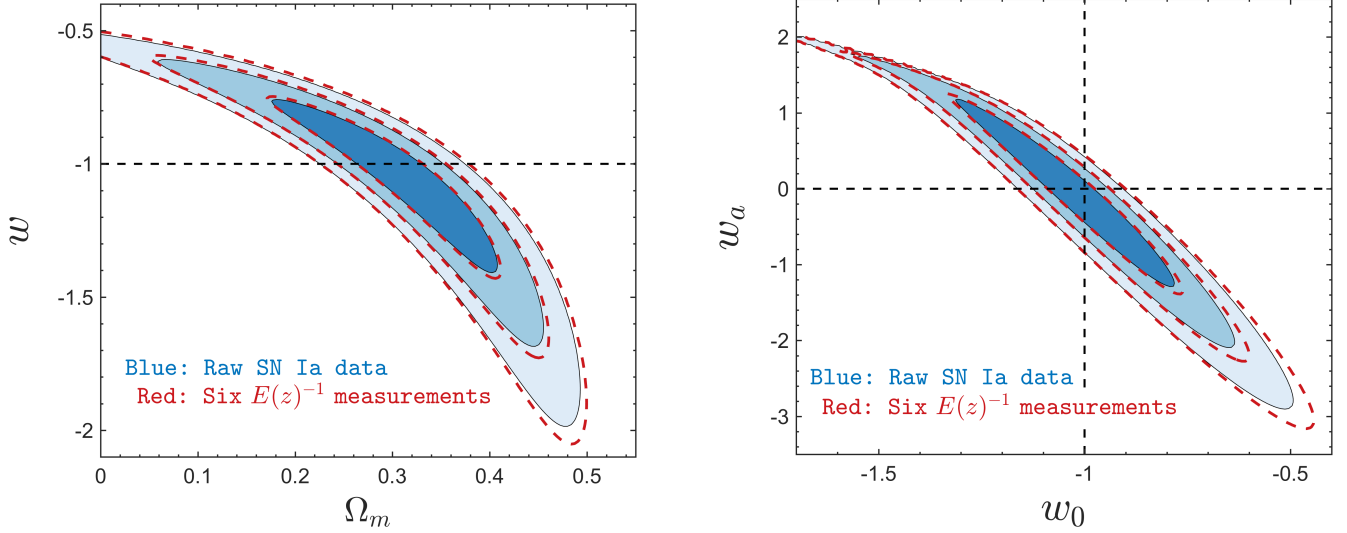 -0.5
-1
-1.5
-2
w
0
0.1
0.2
0.3
0.4
0.5
Ωₘ
Blue: Raw SN Ia data
Red: Six E(z)⁻¹ measurements
2
1
0
-1
-2
-3
wₐ
-1.5
-1
-0.5
w₀
Blue: Raw SN Ia data
Red: Six E(z)⁻¹ measurements